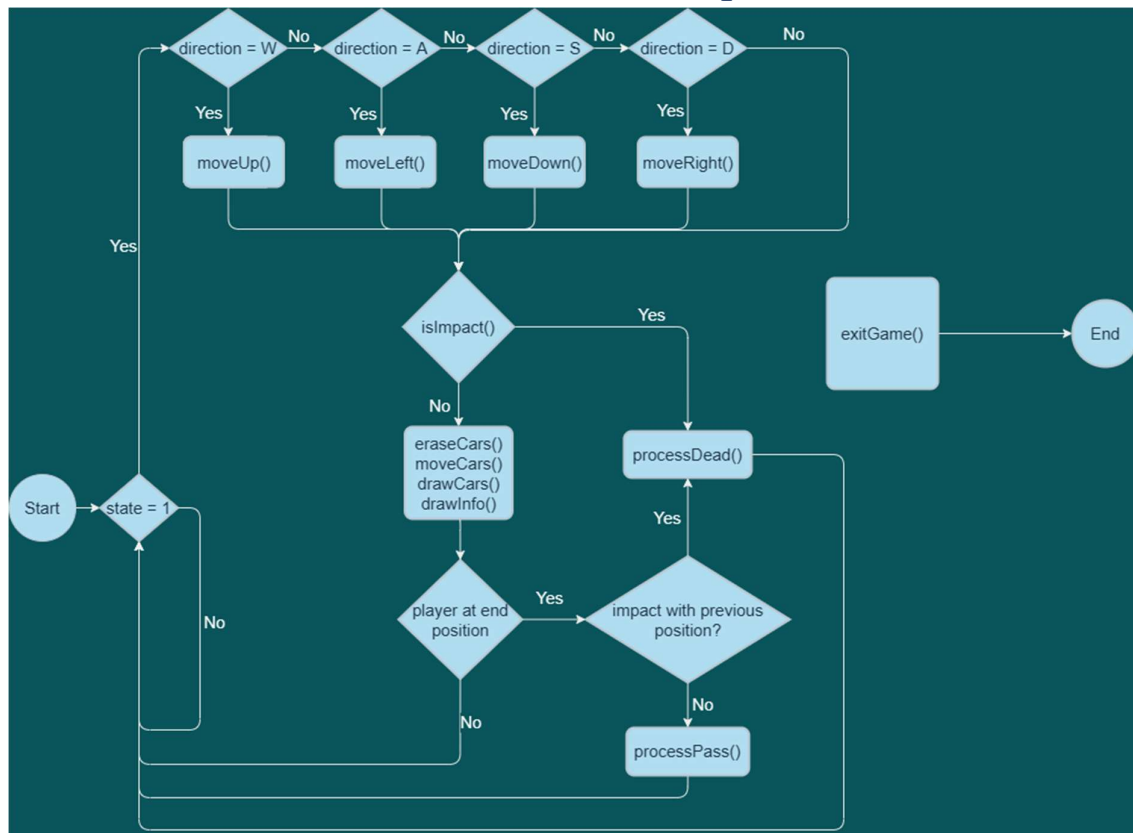 direction = W
No
direction = A
No
direction = S
No
direction = D
No
Yes
Yes
Yes
Yes
moveUp()
moveLeft()
moveDown()
moveRight()
Yes
isImpact()
Yes
exitGame()
End
No
eraseCars()
moveCars()
drawCars()
drawInfo()
processDead()
Start
state = 1
Yes
No
player at end
position
Yes
impact with previous
position?
No
No
processPass()